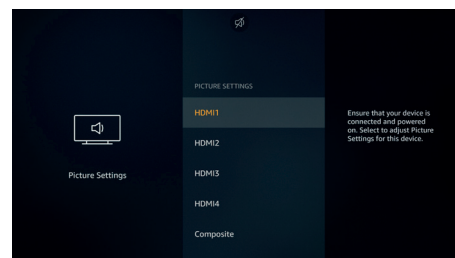 PICTURE SETTINGS
HDMI1
HDMI2
HDMI3
HDMI4
Composite
Picture Settings
Ensure that your device is
connected and powered
on. Select to adjust Picture
Settings for this device.